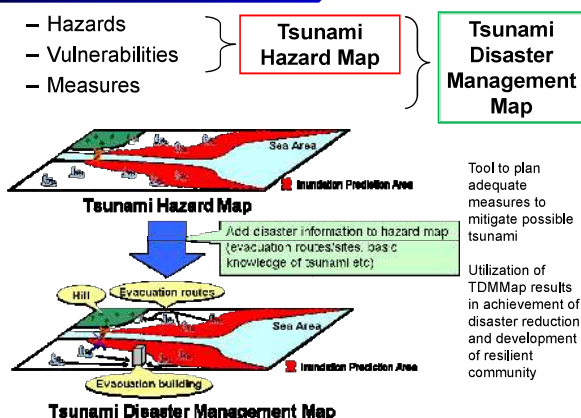 – Hazards
– Vulnerabilities
– Measures
Tsunami
Hazard Map
Tsunami
Disaster
Management
Map
Sea Area
Inundation Prediction Area
Tsunami Hazard Map
Add disaster information to hazard map
(evacuation routes/sites, basic
knowledge of tsunami etc)
Hill
Evacuation routes
Sea Area
Inundation Prediction Area
Evacuation building
Tsunami Disaster Management Map
Tool to plan
adequate
measures to
mitigate possible
tsunami
Utilization of
TDMMap results
in achievement of
disaster reduction
and development
of resilient
community